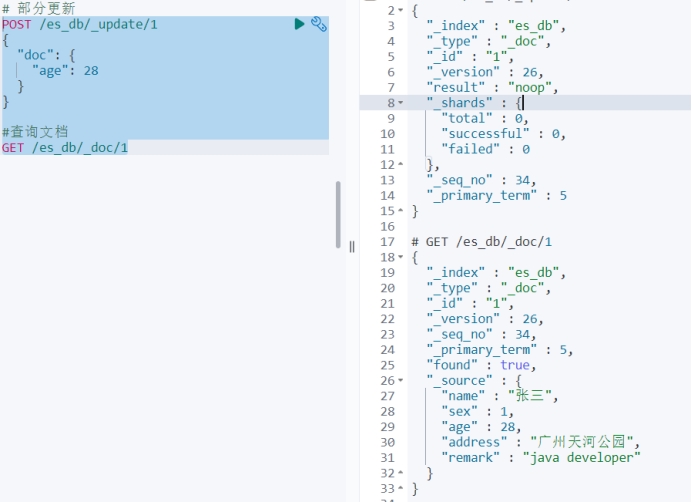 # 部分更新
POST /es_db/_update/1
{
  "doc": {
    "age": 28
  }
}
#查询文档
GET /es_db/_doc/1
2 {
3   "_index" : "es_db",
4   "_type" : "_doc",
5   "_id" : "1",
6   "_version" : 26,
7   "result" : "noop",
8   "_shards" : {
9     "total" : 0,
10     "successful" : 0,
11     "failed" : 0
12   },
13   "_seq_no" : 34,
14   "_primary_term" : 5
15 }
16
17 # GET /es_db/_doc/1
18 {
19   "_index" : "es_db",
20   "_type" : "_doc",
21   "_id" : "1",
22   "_version" : 26,
23   "_seq_no" : 34,
24   "_primary_term" : 5,
25   "found" : true,
26   "_source" : {
27     "name" : "张三",
28     "sex" : 1,
29     "age" : 28,
30     "address" : "广州天河公园",
31     "remark" : "java developer"
32   }
33 }